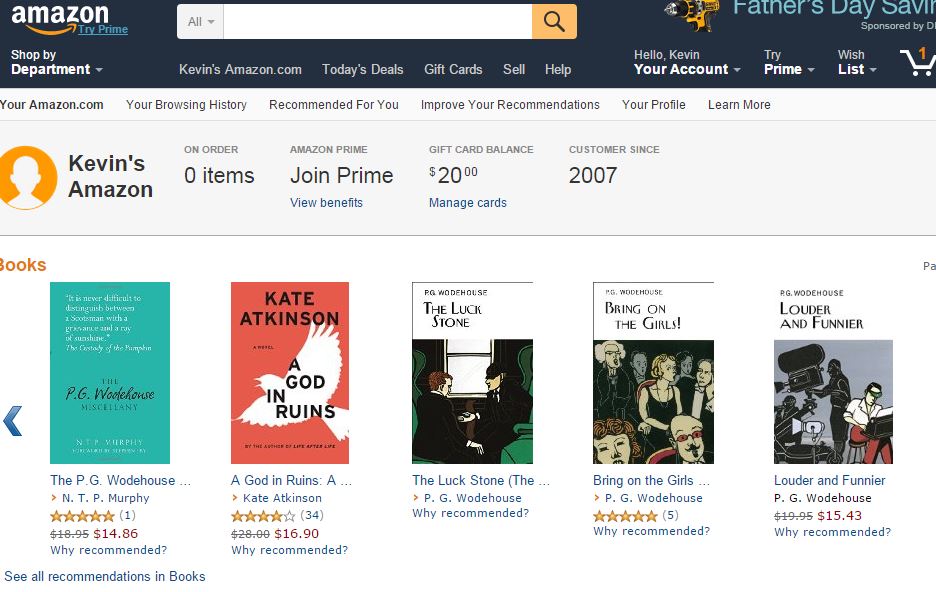 amazon
Try Prime
All
Father's Day Savin
Sponsored by D
Shop by
Department
Kevin's Amazon.com Today's Deals Gift Cards Sell Help
Hello, Kevin
Your Account
Try
Prime
Wish
List
1
Your Amazon.com Your Browsing History Recommended For You Improve Your Recommendations Your Profile Learn More
Kevin's
Amazon
ON ORDER
0 items
AMAZON PRIME
Join Prime
View benefits
GIFT CARD BALANCE
$20 00
Manage cards
CUSTOMER SINCE
2007
Books
Pa
"It is never difficult to
distinguish between
a Scotsman with a
grievance and a ray
of sunshine."
The Custody of the Pumpkin
THE
P.G. Wodehouse
MISCELLANY
N.T.P. MURPHY
FOREWORD BY STEPHEN FRY
The P.G. Wodehouse ...
› N. T. P. Murphy
(1)
$18.95 $14.86
Why recommended?
KATE
ATKINSON
A NOVEL
A
GOD
IN
RUINS
BY THE AUTHOR OF LIFE AFTER LIFE
A God in Ruins: A ...
› Kate Atkinson
(34)
$28.00 $16.90
Why recommended?
P.G. WODEHOUSE
THE LUCK
STONE
The Luck Stone (The ...
› P. G. Wodehouse
Why recommended?
P.G. WODEHOUSE
BRING ON
THE GIRLS!
Bring on the Girls ...
› P. G. Wodehouse
(5)
Why recommended?
P.G. WODEHOUSE
LOUDER
AND FUNNIER
Louder and Funnier
P. G. Wodehouse
$19.95 $15.43
Why recommended?
See all recommendations in Books